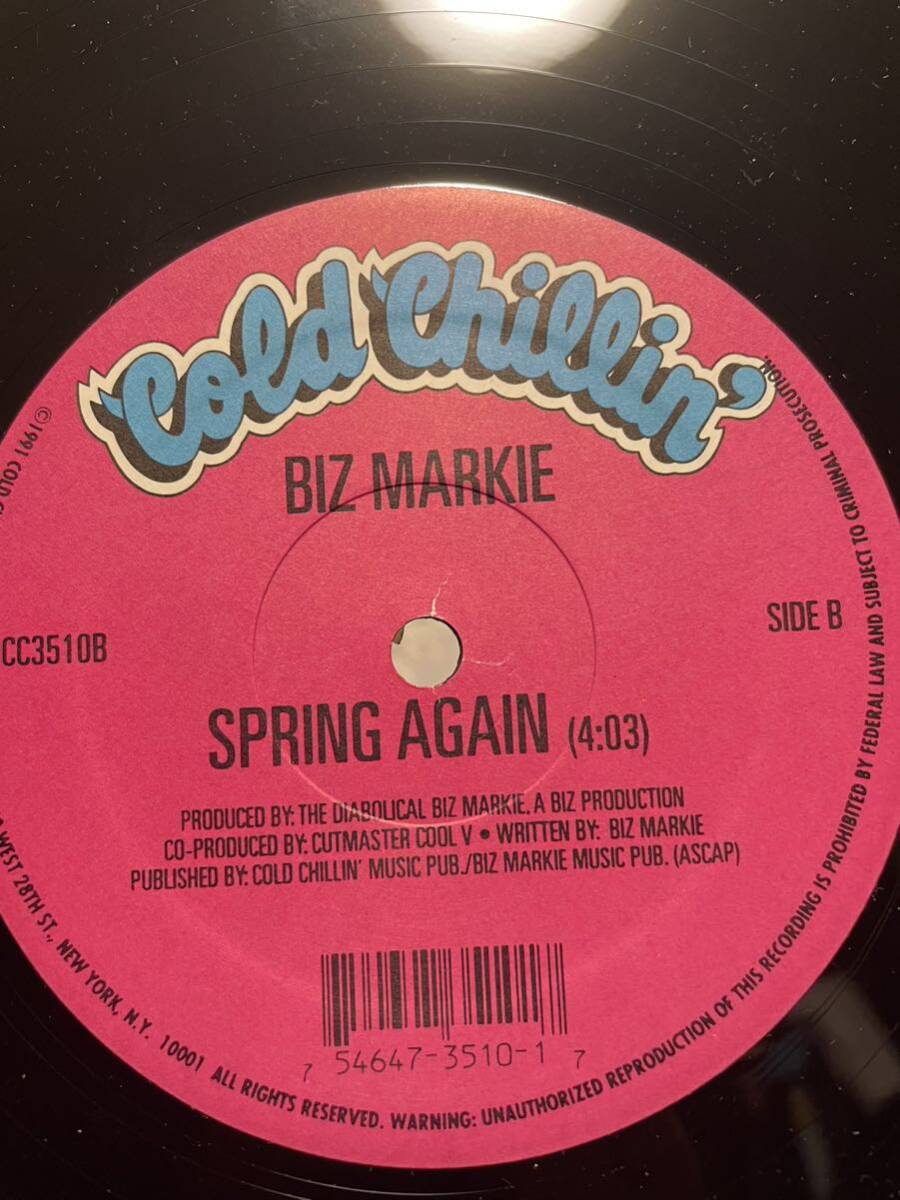 Cold Chillin'
BIZ MARKIE
CC3510B
SIDE B
SPRING AGAIN (4:03)
PRODUCED BY: THE DIABOLICAL BIZ MARKIE, A BIZ PRODUCTION
CO-PRODUCED BY: CUTMASTER COOL V • WRITTEN BY: BIZ MARKIE
PUBLISHED BY: COLD CHILLIN' MUSIC PUB./BIZ MARKIE MUSIC PUB. (ASCAP)
7 54647-3510-1 7
©1991 COLD
WEST 28TH ST., NEW YORK, N.Y. 10001 ALL RIGHTS RESERVED. WARNING: UNAUTHORIZED REPRODUCTION OF THIS RECORDING IS PROHIBITED BY FEDERAL LAW AND SUBJECT TO CRIMINAL PROSECUTION.